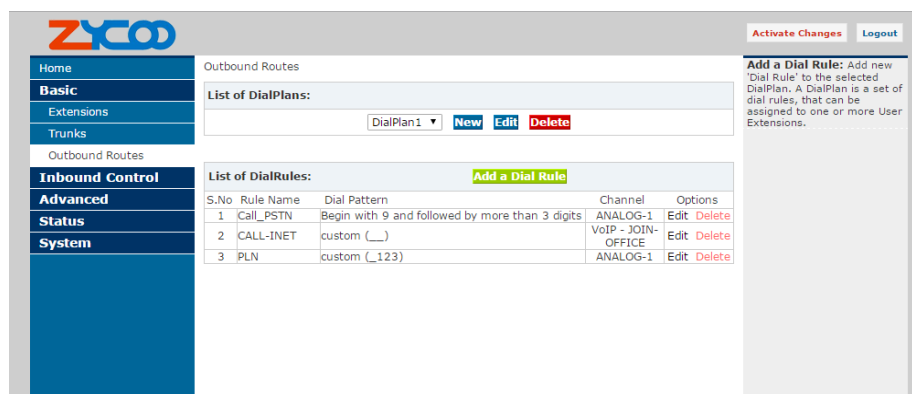 ZYCOO
Activate Changes Logout
Home
Basic
Extensions
Trunks
Outbound Routes
Inbound Control
Advanced
Status
System
Outbound Routes
List of DialPlans:
DialPlan1 New Edit Delete
List of DialRules: Add a Dial Rule
S.No Rule Name Dial Pattern Channel Options
1 Call_PSTN Begin with 9 and followed by more than 3 digits ANALOG-1 Edit Delete
2 CALL-INET custom (__) VoIP - JOIN-
OFFICE Edit Delete
3 PLN custom (_123) ANALOG-1 Edit Delete
Add a Dial Rule: Add new
'Dial Rule' to the selected
DialPlan. A DialPlan is a set of
dial rules, that can be
assigned to one or more User
Extensions.